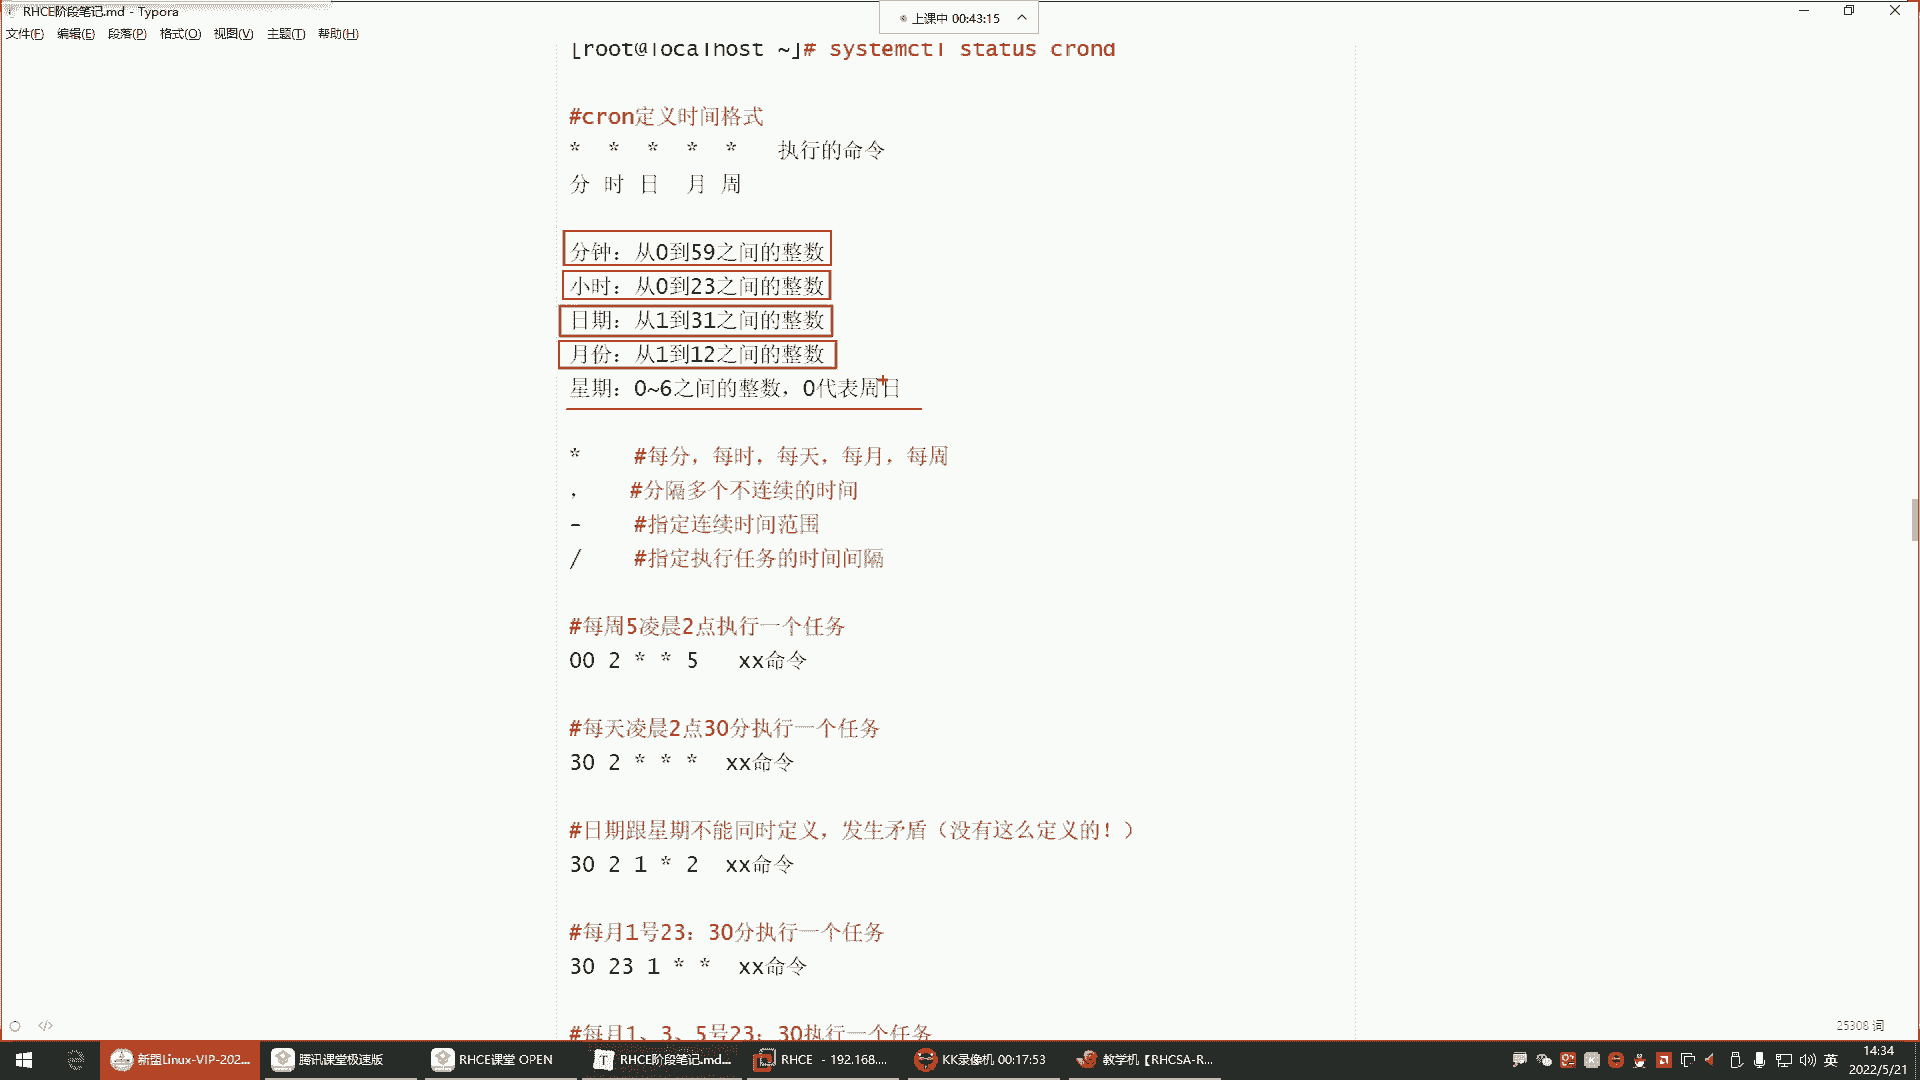 RHCE阶段笔记.md - Typora
上课中 00:43:15
文件(F) 编辑(E) 段落(P) 格式(O) 视图(V) 主题(T) 帮助(H)
[root@localhost ~]# systemctl status crond
#cron定义时间格式
* * * * * 执行的命令
分 时 日 月 周
分钟：从0到59之间的整数
小时：从0到23之间的整数
日期：从1到31之间的整数
月份：从1到12之间的整数
星期：0~6之间的整数，0代表周日
* #每分，每时，每天，每月，每周
， #分隔多个不连续的时间
- #指定连续时间范围
/ #指定执行任务的时间间隔
#每周5凌晨2点执行一个任务
00 2 * * 5 xx命令
#每天凌晨2点30分执行一个任务
30 2 * * * xx命令
#日期跟星期不能同时定义，发生矛盾（没有这么定义的！）
30 2 1 * 2 xx命令
#每月1号23：30分执行一个任务
30 23 1 * * xx命令
#每月1、3、5号23：30执行一个任务
25308 词
新盟Linux-VIP-202... 腾讯课堂极速版 RHCE课堂 OPEN RHCE阶段笔记.md... RHCE - 192.168.... KK录像机 00:17:53 教学机【RHCSA-R... 英 14:34
2022/5/21